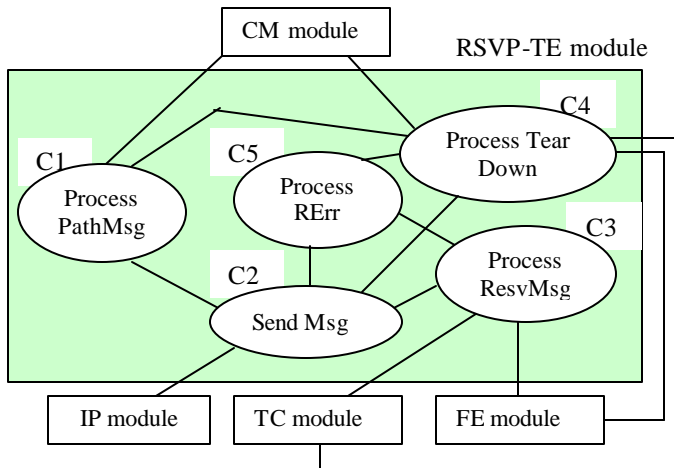 CM module
RSVP-TE module
C4
Process Tear
Down
C1
Process
PathMsg
C5
Process
RErr
C3
Process
ResvMsg
C2
Send Msg
IP module
TC module
FE module